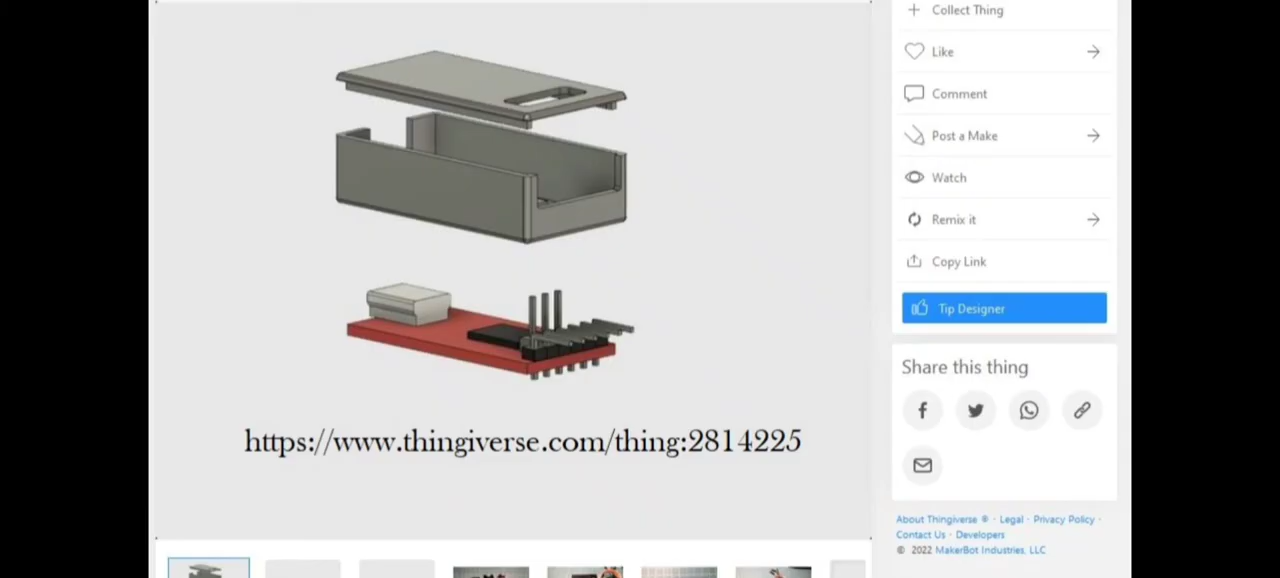 https://www.thingiverse.com/thing:2814225
Collect Thing
Like
Comment
Post a Make
Watch
Remix it
Copy Link
Tip Designer
Share this thing
About Thingiverse ® · Legal · Privacy Policy ·
Contact Us · Developers
© 2022 MakerBot Industries, LLC